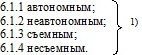 6.1.1 автономным;
6.1.2 неавтономным;
6.1.3 съемным;
6.1.4 несъемным.
1)